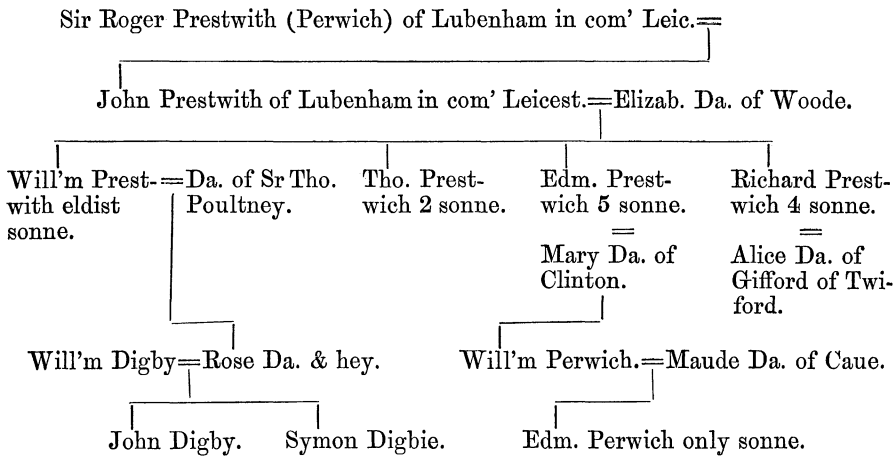 Sir Roger Prestwith (Perwich) of Lubenham in com' Leic.=
John Prestwith of Lubenham in com' Leicest.=Elizab. Da. of Woode.
Will'm Prest-=Da. of Sr Tho.
with eldist Poultney.
sonne.
Tho. Prest-
wich 2 sonne.
Edm. Prest-
wich 5 sonne.
=
Mary Da. of
Clinton.
Richard Prest-
wich 4 sonne.
=
Alice Da. of
Gifford of Twi-
ford.
Will'm Digby=Rose Da. & hey.
Will'm Perwich.=Maude Da. of Caue.
John Digby.
Symon Digbie.
Edm. Perwich only sonne.